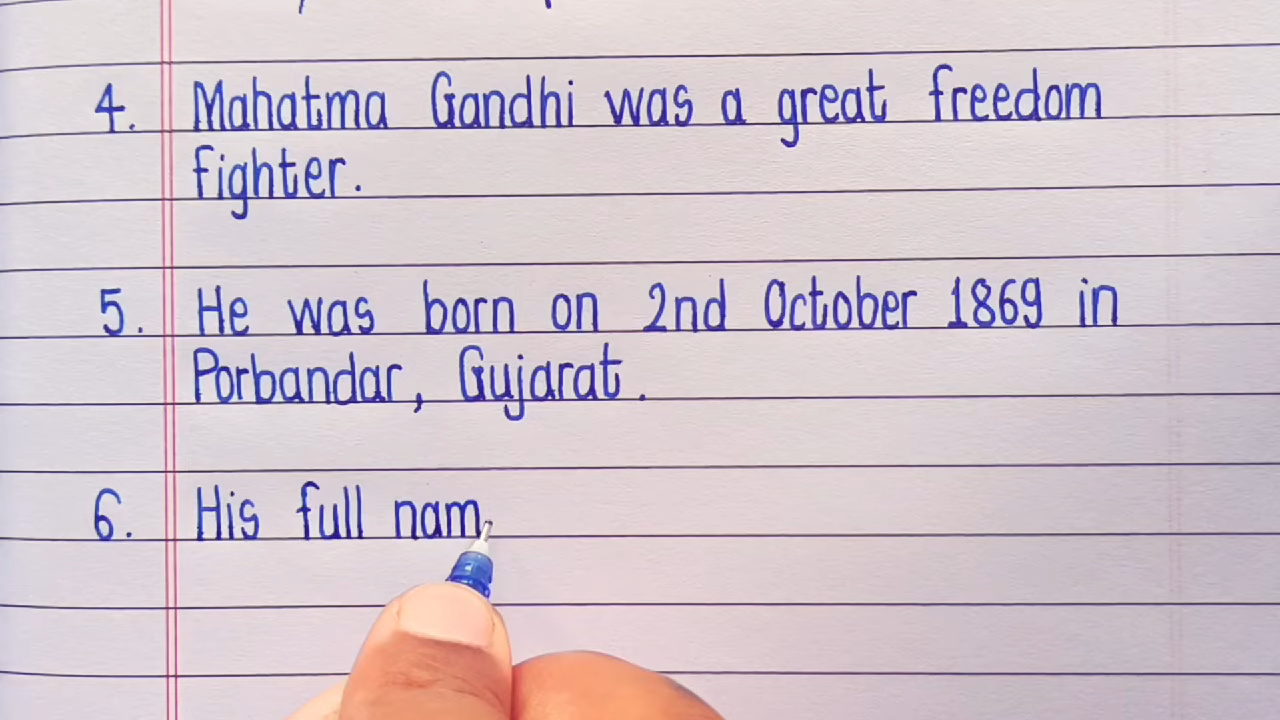 4. Mahatma Gandhi was a great freedom
fighter.
5. He was born on 2nd October 1869 in
Porbandar, Gujarat.
6. His full nam